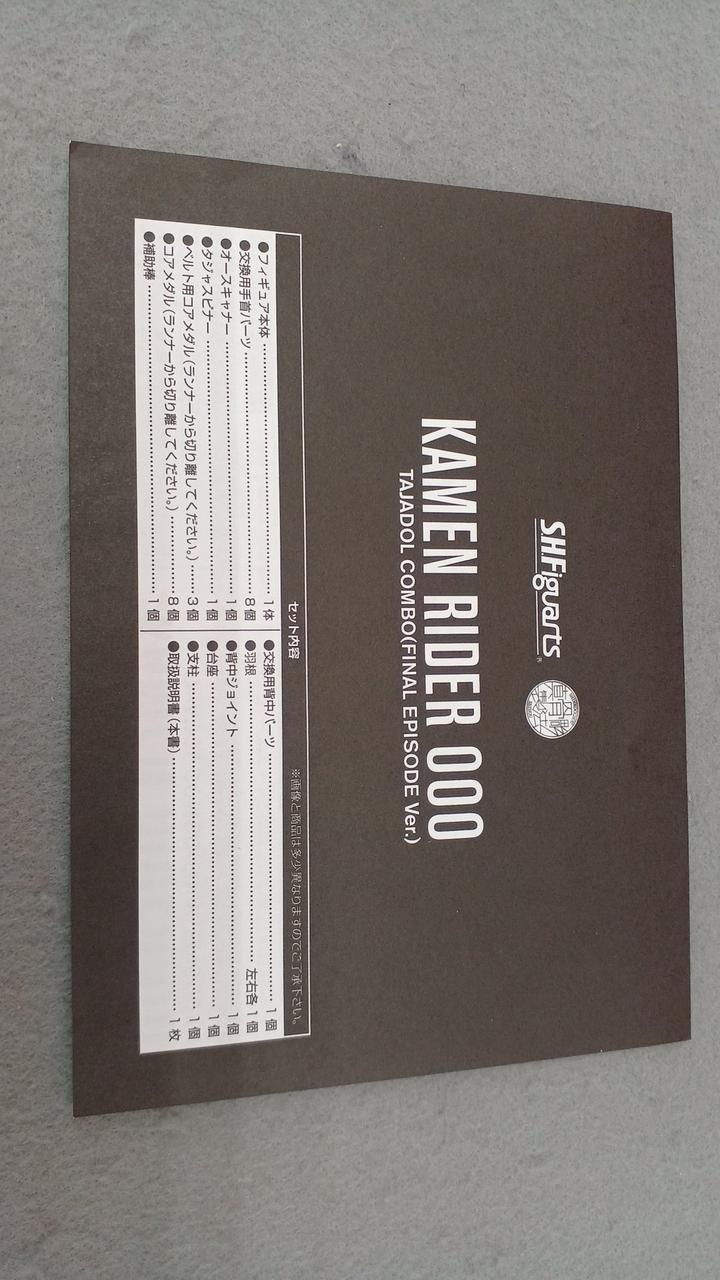 S.H.Figuarts
真骨彫製法
KAMEN RIDER OOO
TAJADOL COMBO(FINAL EPISODE Ver.)
セット内容
※画像と商品は多少異なりますのでご了承下さい。
●フィギュア本体……1体
●交換用手首パーツ……8個
●オースキャナー……1個
●タジャスピナー……1個
●ベルト用コアメダル(ランナーから切り離してください。)……3個
●コアメダル(ランナーから切り離してください。)……8個
●補助棒……1個
●交換用背中パーツ……1個
●羽根……左右各1個
●背中ジョイント……1個
●台座……1個
●支柱……1個
●取扱説明書(本書)……1枚